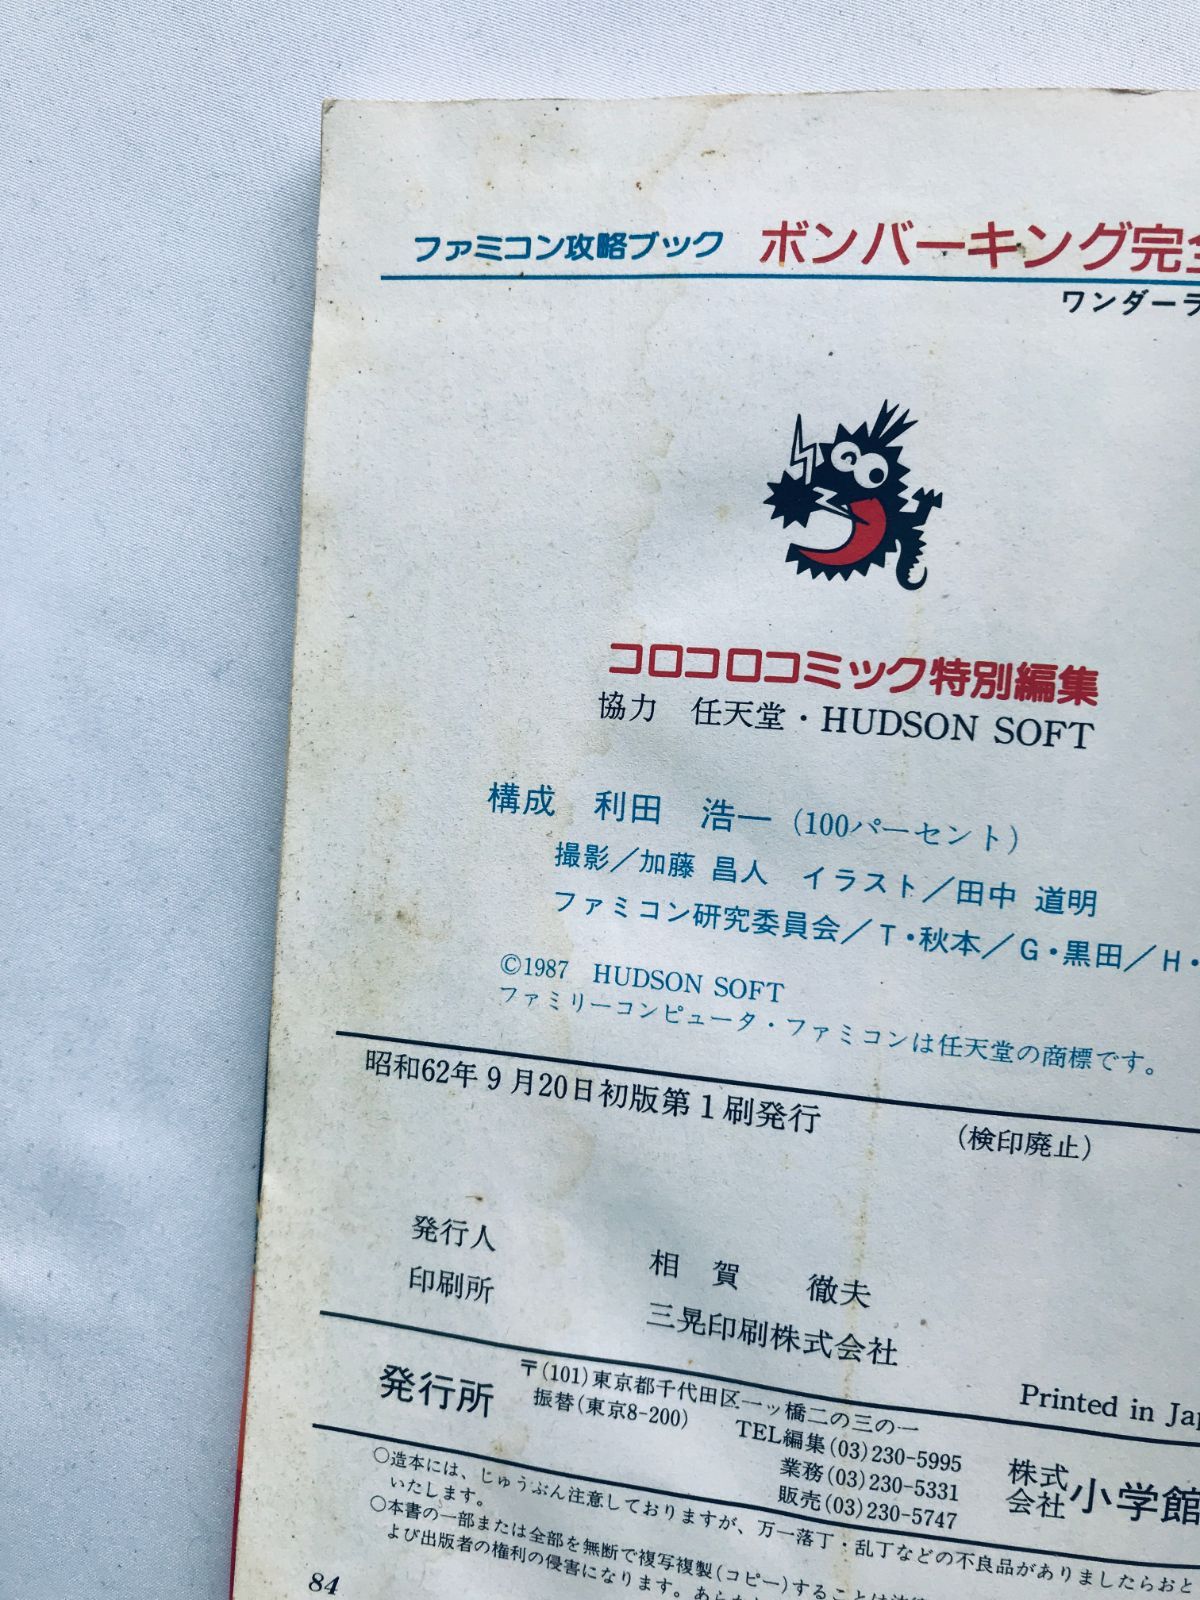 ファミコン攻略ブック ボンバーキング完全
ワンダーラ
コロコロコミック特別編集
協力 任天堂・HUDSON SOFT
構成 利田 浩一(100パーセント)
撮影/加藤 昌人 イラスト/田中 道明
ファミコン研究委員会/T・秋本/G・黒田/H・
©1987 HUDSON SOFT
ファミリーコンピュータ・ファミコンは任天堂の商標です。
昭和62年9月20日初版第1刷発行 (検印廃止)
発行人 相賀 徹夫
印刷所 三晃印刷株式会社
Printed in Jap
発行所 〒(101)東京都千代田区一ッ橋二の三の一
振替(東京8-200) TEL編集(03)230-5995
業務(03)230-5331
販売(03)230-5747
株式会社 小学館
○造本には、じゅうぶん注意しておりますが、万一落丁・乱丁などの不良品がありましたらおと
いたします。
○本書の一部または全部を無断で複写複製(コピー)することは法律
よび出版者の権利の侵害になります。あらか
84